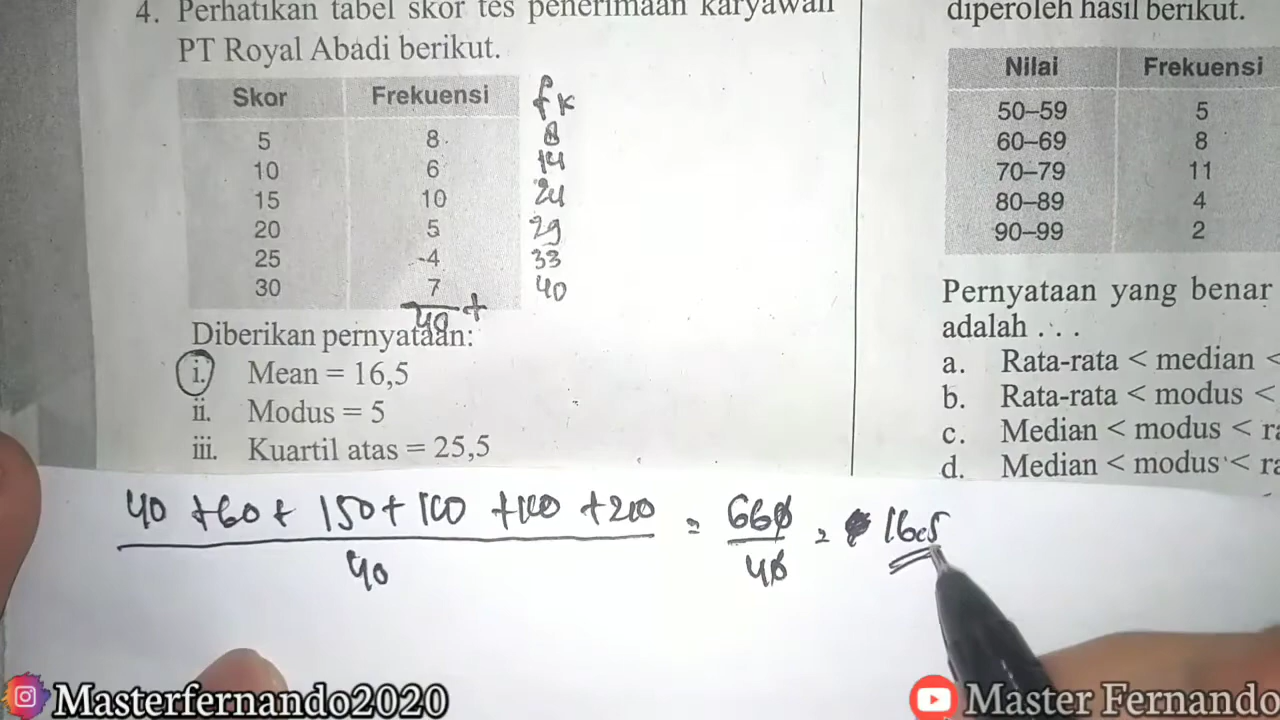 4. Perhatikan tabel skor tes penerimaan karyawan
PT Royal Abadi berikut.
Skor Frekuensi fk
5 8 8
10 6 14
15 10 24
20 5 29
25 -4 33
30 7 40
40 +
Diberikan pernyataan:
i. Mean = 16,5
ii. Modus = 5
iii. Kuartil atas = 25,5
diperoleh hasil berikut.
Nilai Frekuensi
50–59 5
60–69 8
70–79 11
80–89 4
90–99 2
Pernyataan yang benar
adalah . . .
a. Rata-rata < median <
b. Rata-rata < modus <
c. Median < modus < ra
d. Median < modus < ra
40 + 60 + 150 + 100 + 100 + 210 = 660 = 16,5
40 40
Masterfernando2020
Master Fernando